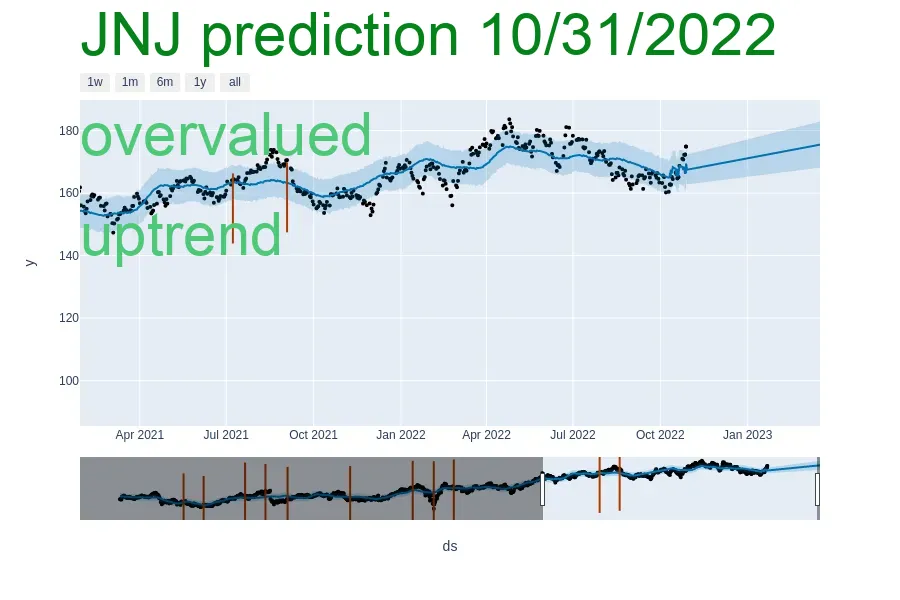 JNJ prediction 10/31/2022
1w 1m 6m 1y all
overvalued
uptrend
180
160
140
120
100
y
Apr 2021 Jul 2021 Oct 2021 Jan 2022 Apr 2022 Jul 2022 Oct 2022 Jan 2023
ds